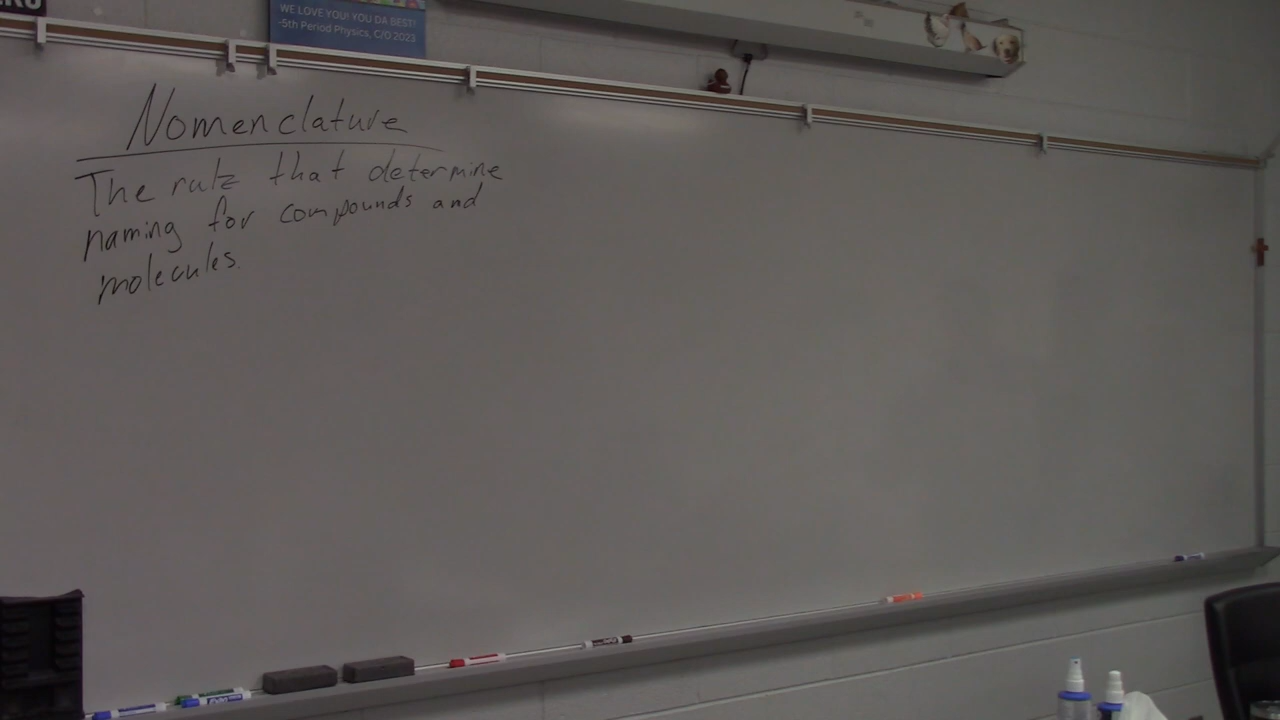 WE LOVE YOU! YOU DA BEST!
-5th Period Physics, C/O 2023
Nomenclature
The rule that determine
naming for compounds and
molecules.